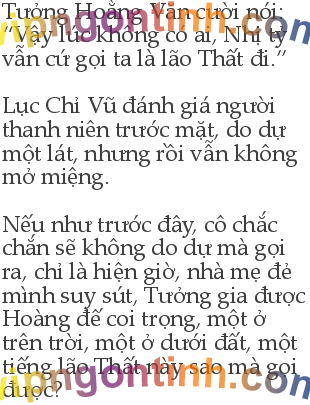 Tưởng Hoằng Vân cười nói:
“Vậy lúc không có ai, Nhị tỷ
vẫn cứ gọi ta là lão Thất đi.”
Lục Chỉ Vũ đánh giá người
thanh niên trước mặt, do dự
một lát, nhưng rồi vẫn không
mở miệng.
Nếu như trước đây, cô chắc
chắn sẽ không do dự mà gọi
ra, chỉ là hiện giờ, nhà mẹ đẻ
mình suy sút, Tưởng gia được
Hoàng đế coi trọng, một ở
trên trời, một ở dưới đất, một
tiếng lão Thất này sao mà gọi
được?
vipngontinh.com
vipngontinh.com